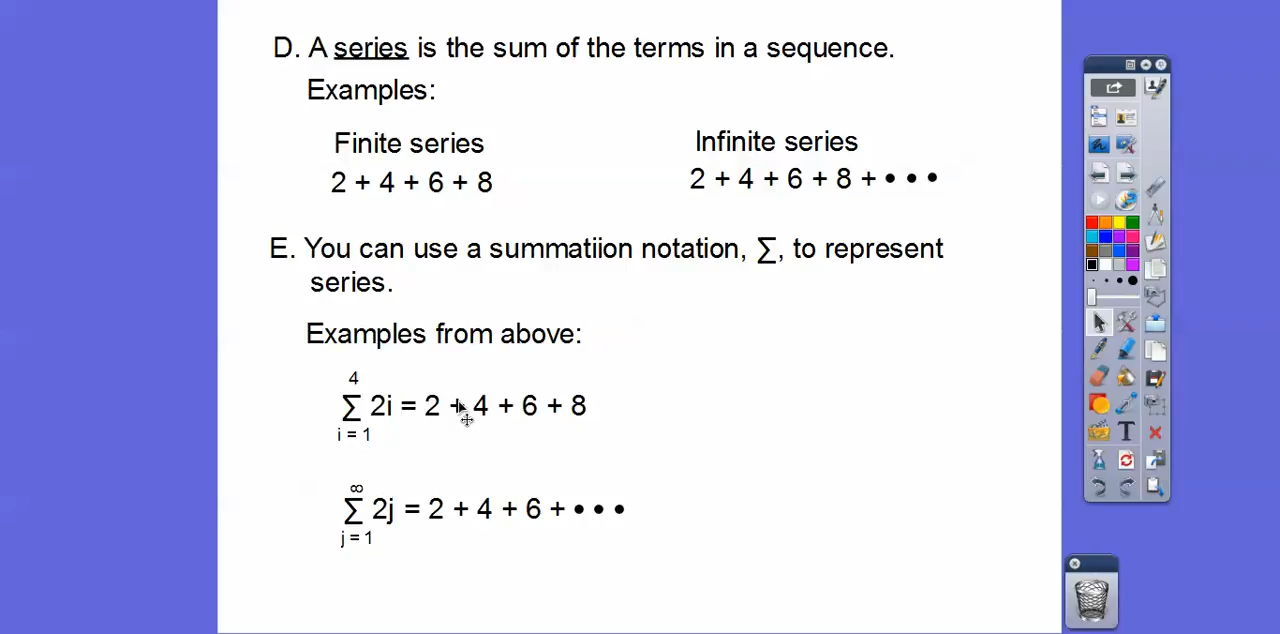 D. A series is the sum of the terms in a sequence.
Examples:
Finite series
Infinite series
2 + 4 + 6 + 8
2 + 4 + 6 + 8 + • • •
E. You can use a summatiion notation, ∑, to represent
series.
Examples from above:
4
∑ 2i = 2 + 4 + 6 + 8
i = 1
∞
∑ 2j = 2 + 4 + 6 + • • •
j = 1
T